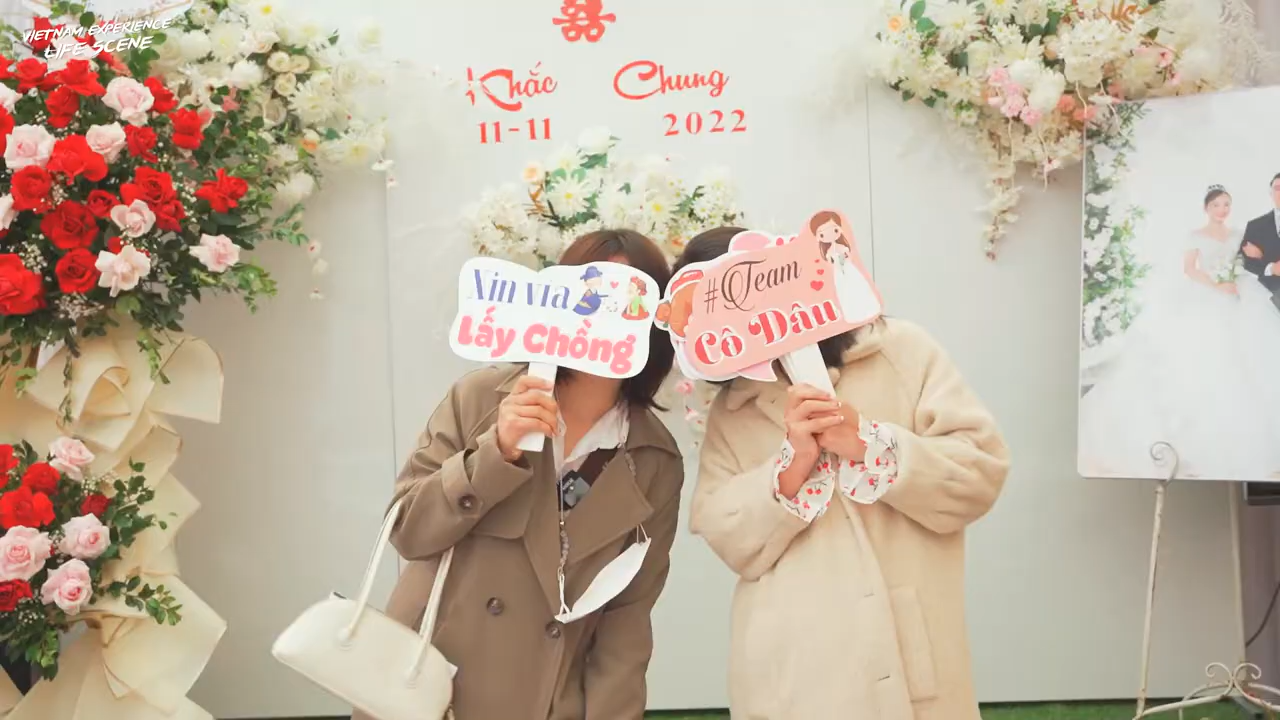 VIETNAM EXPERIENCE
LIFE SCENE
囍
Khắc Chung
11-11 2022
Xin vía
Lấy Chồng
#Team
Cô Dâu